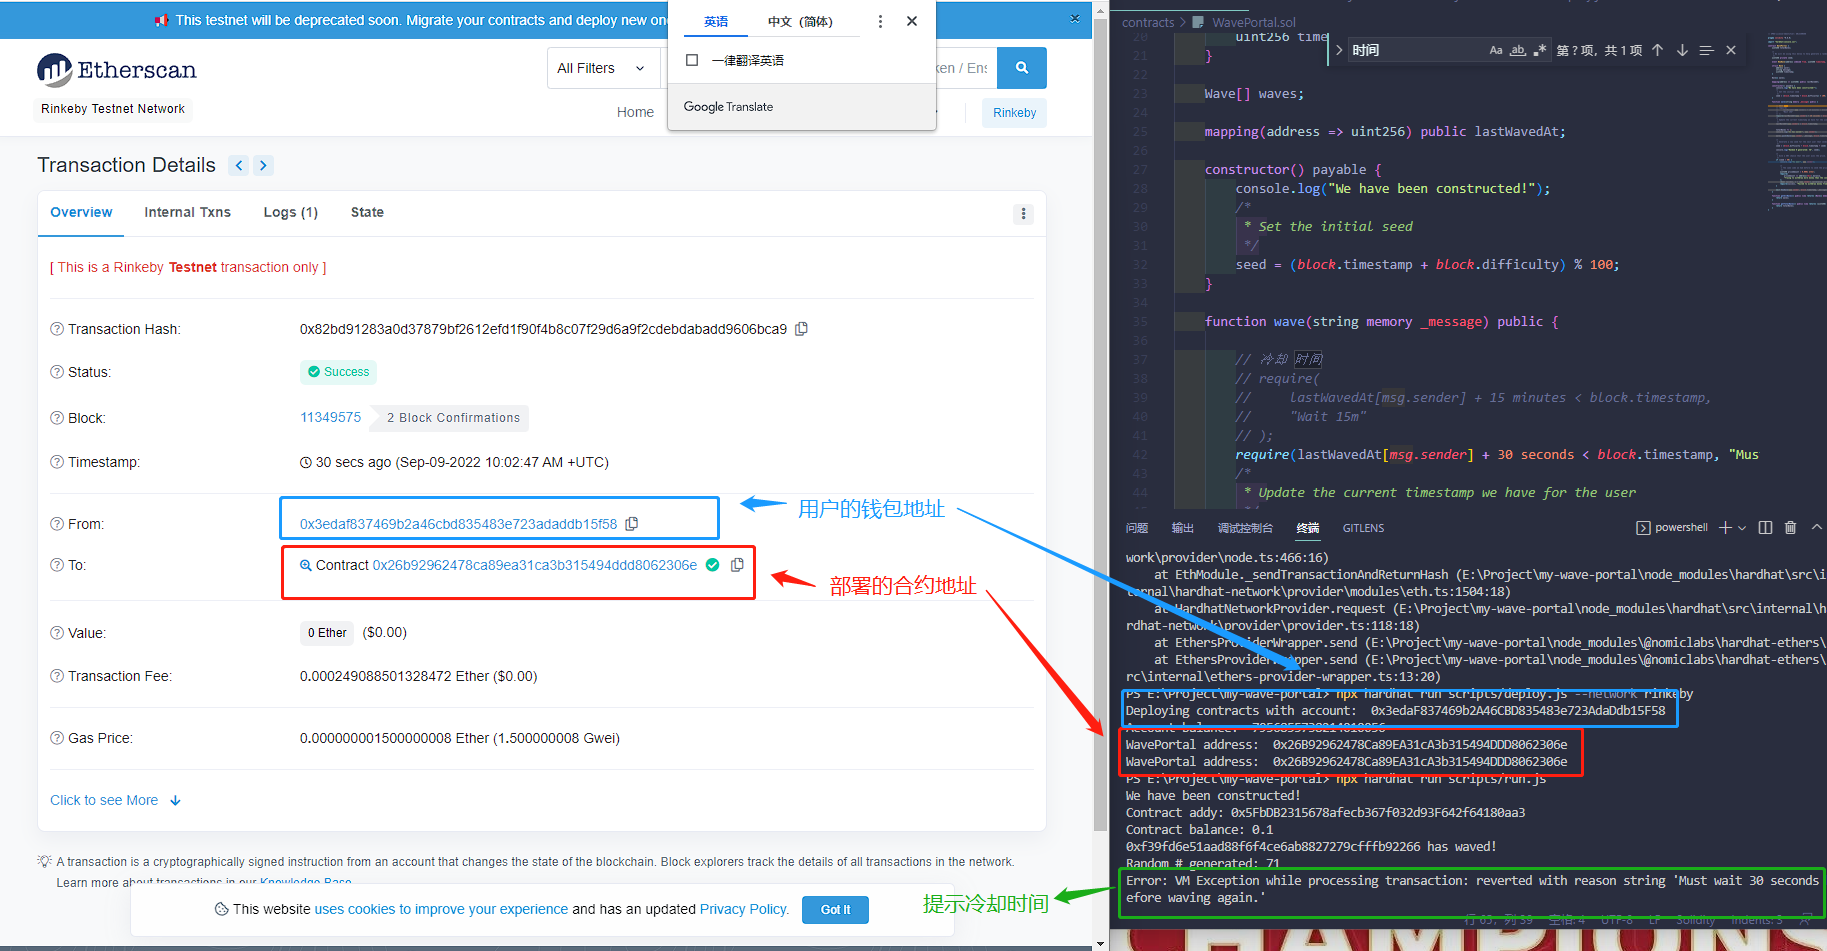 This testnet will be deprecated soon. Migrate your contracts and deploy new on
Etherscan
Rinkeby Testnet Network
All Filters
ken / Ens
Home
Rinkeby
英语
中文 (简体)
一律翻译英语
Google Translate
Transaction Details
Overview
Internal Txns
Logs (1)
State
[ This is a Rinkeby Testnet transaction only ]
Transaction Hash:
0x82bd91283a0d37879bf2612efd1f90f4b8c07f29d6a9f2cdebdabadd9606bca9
Status:
Success
Block:
11349575
2 Block Confirmations
Timestamp:
30 secs ago (Sep-09-2022 10:02:47 AM +UTC)
From:
0x3edaf837469b2a46cbd835483e723adaddb15f58
用户的钱包地址
To:
Contract 0x26b92962478ca89ea31ca3b315494ddd8062306e
部署的合约地址
Value:
0 Ether ($0.00)
Transaction Fee:
0.000249088501328472 Ether ($0.00)
Gas Price:
0.000000001500000008 Ether (1.500000008 Gwei)
Click to see More
A transaction is a cryptographically signed instruction from an account that changes the state of the blockchain. Block explorers track the details of all transactions in the network.
Learn more about transactions in our Knowledge Base
This website uses cookies to improve your experience and has an updated Privacy Policy.
Got It
提示冷却时间
contracts > WavePortal.sol
时间
Aa ab .*
第 ? 项, 共 1 项
20 uint256 time
21 }
22
23 Wave[] waves;
24
25 mapping(address => uint256) public lastWavedAt;
26
27 constructor() payable {
28 console.log("We have been constructed!");
29 /*
30 * Set the initial seed
31 */
32 seed = (block.timestamp + block.difficulty) % 100;
33 }
34
35 function wave(string memory _message) public {
36
37 // 冷却 时间
38 // require(
39 // lastWavedAt[msg.sender] + 15 minutes < block.timestamp,
40 // "Wait 15m"
41 // );
42 require(lastWavedAt[msg.sender] + 30 seconds < block.timestamp, "Mus
43 /*
44 * Update the current timestamp we have for the user
问题
输出
调试控制台
终端
GITLENS
powershell
work\provider\node.ts:466:16)
at EthModule._sendTransactionAndReturnHash (E:\Project\my-wave-portal\node_modules\hardhat\src\i
ternal\hardhat-network\provider\modules\eth.ts:1504:18)
at HardhatNetworkProvider.request (E:\Project\my-wave-portal\node_modules\hardhat\src\internal\h
rdhat-network\provider\provider.ts:118:18)
at EthersProviderWrapper.send (E:\Project\my-wave-portal\node_modules\@nomiclabs\hardhat-ethers\
at EthersProviderWrapper.send (E:\Project\my-wave-portal\node_modules\@nomiclabs\hardhat-ethers\
rc\internal\ethers-provider-wrapper.ts:13:20)
PS E:\Project\my-wave-portal> npx hardhat run scripts/deploy.js --network rinkeby
Deploying contracts with account: 0x3edaF837469b2A46CBD835483e723AdaDdb15F58
WavePortal address: 0x26B92962478Ca89EA31cA3b315494DDD8062306e
WavePortal address: 0x26B92962478Ca89EA31cA3b315494DDD8062306e
PS E:\Project\my-wave-portal> npx hardhat run scripts/run.js
We have been constructed!
Contract addy: 0x5FbDB2315678afecb367f032d93F642f64180aa3
Contract balance: 0.1
0xf39fd6e51aad88f6f4ce6ab8827279cfffb92266 has waved!
Random # generated: 71
Error: VM Exception while processing transaction: reverted with reason string 'Must wait 30 seconds
efore waving again.'
行 65, 列 39 空格: 4 UTF-8 LF Solidity Indents: 3
CHAMPIONS